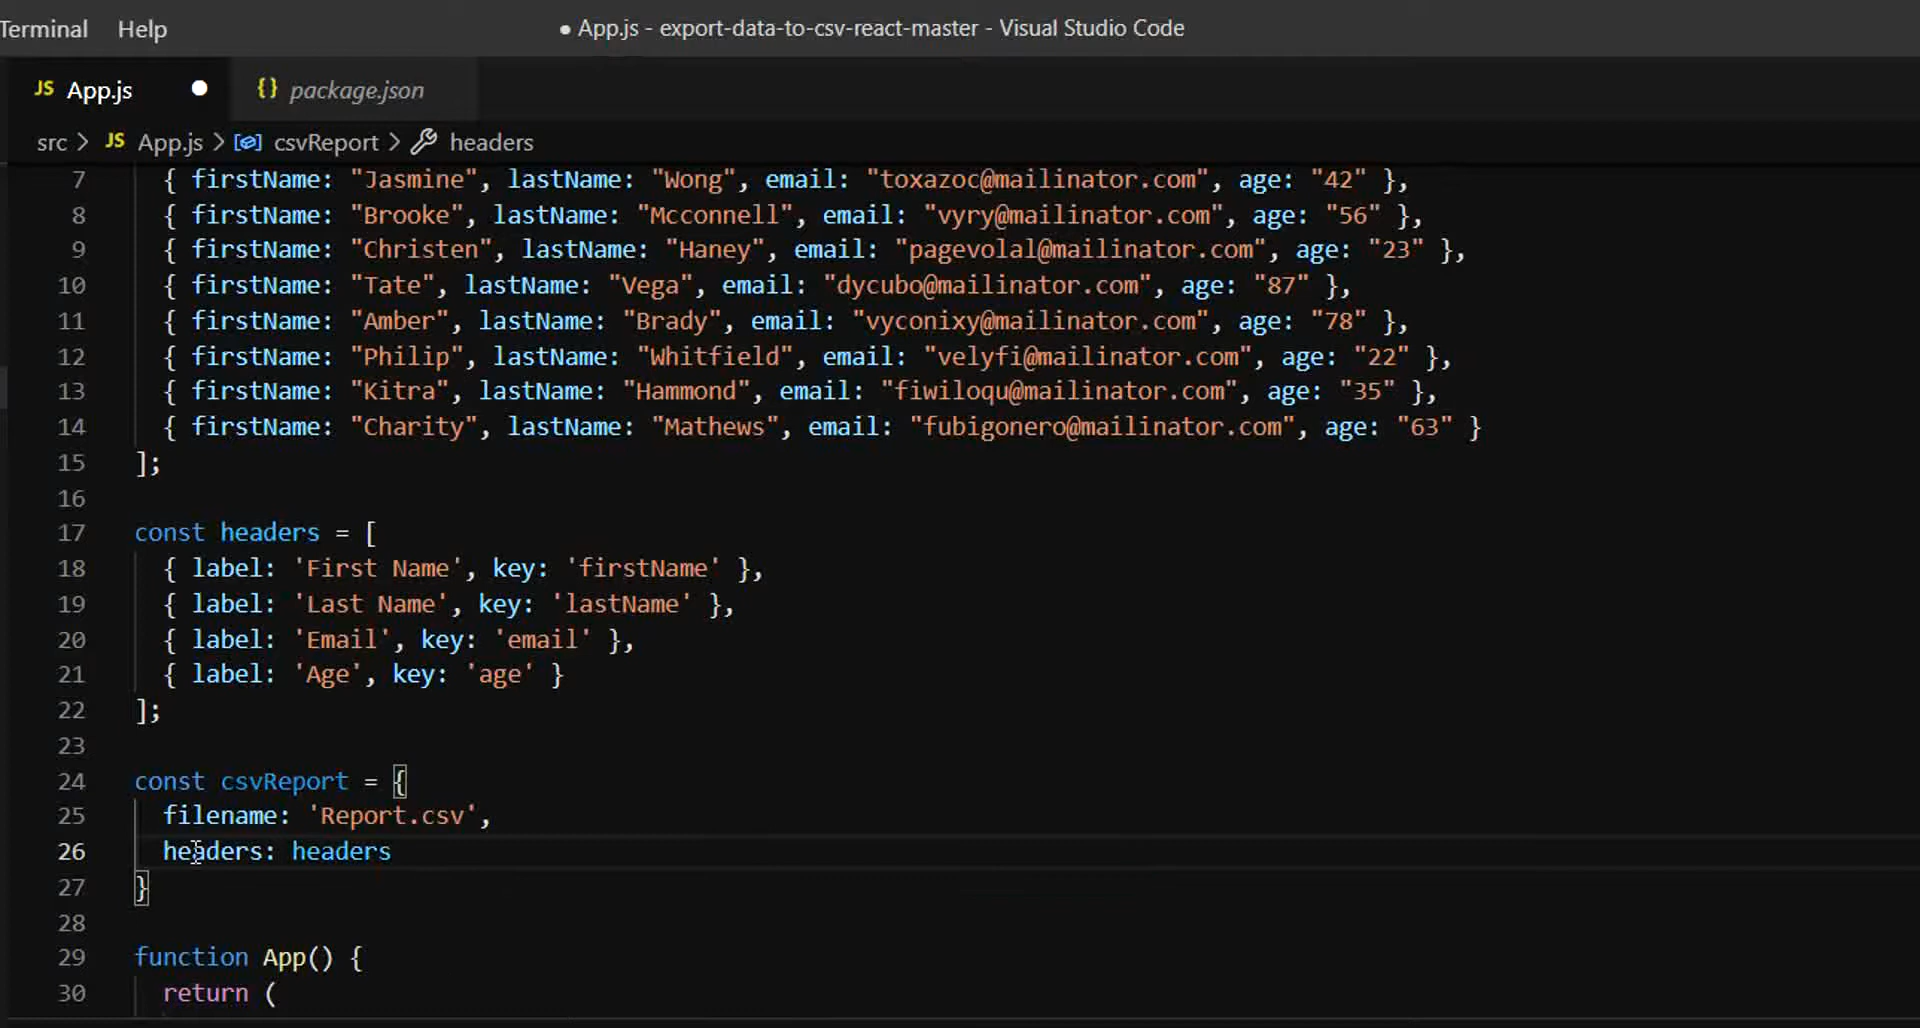 Terminal Help ● App.js - export-data-to-csv-react-master - Visual Studio Code
JS App.js ● {} package.json
src > JS App.js > csvReport > headers
7 { firstName: "Jasmine", lastName: "Wong", email: "toxazoc@mailinator.com", age: "42" },
8 { firstName: "Brooke", lastName: "Mcconnell", email: "vyry@mailinator.com", age: "56" },
9 { firstName: "Christen", lastName: "Haney", email: "pagevolal@mailinator.com", age: "23" },
10 { firstName: "Tate", lastName: "Vega", email: "dycubo@mailinator.com", age: "87" },
11 { firstName: "Amber", lastName: "Brady", email: "vyconixy@mailinator.com", age: "78" },
12 { firstName: "Philip", lastName: "Whitfield", email: "velyfi@mailinator.com", age: "22" },
13 { firstName: "Kitra", lastName: "Hammond", email: "fiwiloqu@mailinator.com", age: "35" },
14 { firstName: "Charity", lastName: "Mathews", email: "fubigonero@mailinator.com", age: "63" }
15 ];
16
17 const headers = [
18 { label: 'First Name', key: 'firstName' },
19 { label: 'Last Name', key: 'lastName' },
20 { label: 'Email', key: 'email' },
21 { label: 'Age', key: 'age' }
22 ];
23
24 const csvReport = {
25 filename: 'Report.csv',
26 headers: headers
27 }
28
29 function App() {
30 return (